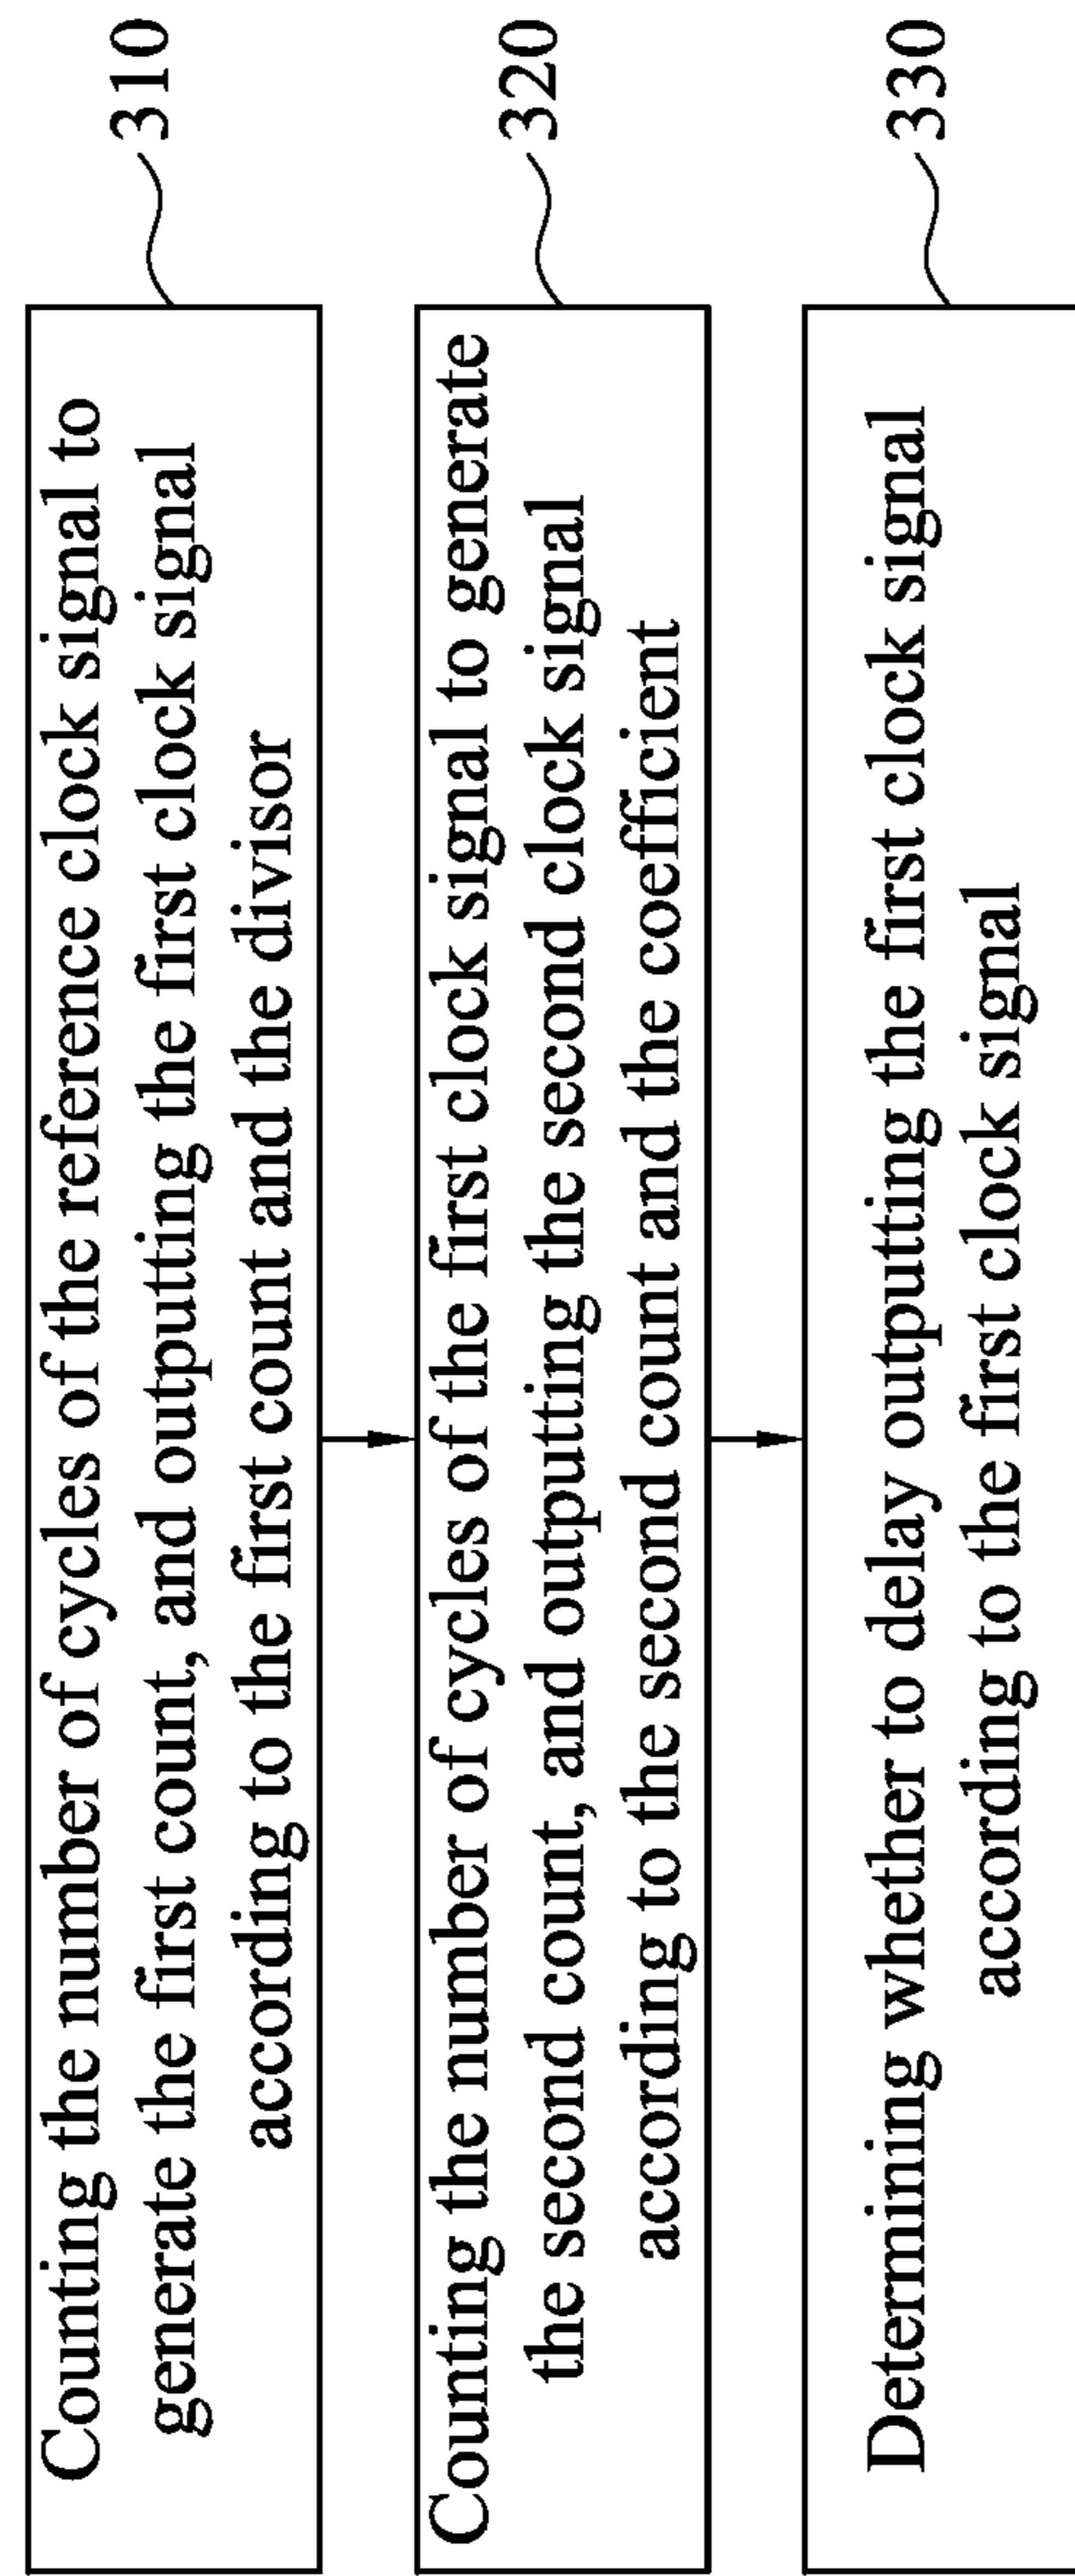 Counting the number of cycles of the reference clock signal to
generate the first count, and outputting the first clock signal
according to the first count and the divisor
310
Counting the number of cycles of the first clock signal to generate
the second count, and outputting the second clock signal
according to the second count and the coefficient
320
Determining whether to delay outputting the first clock signal
according to the first clock signal
330